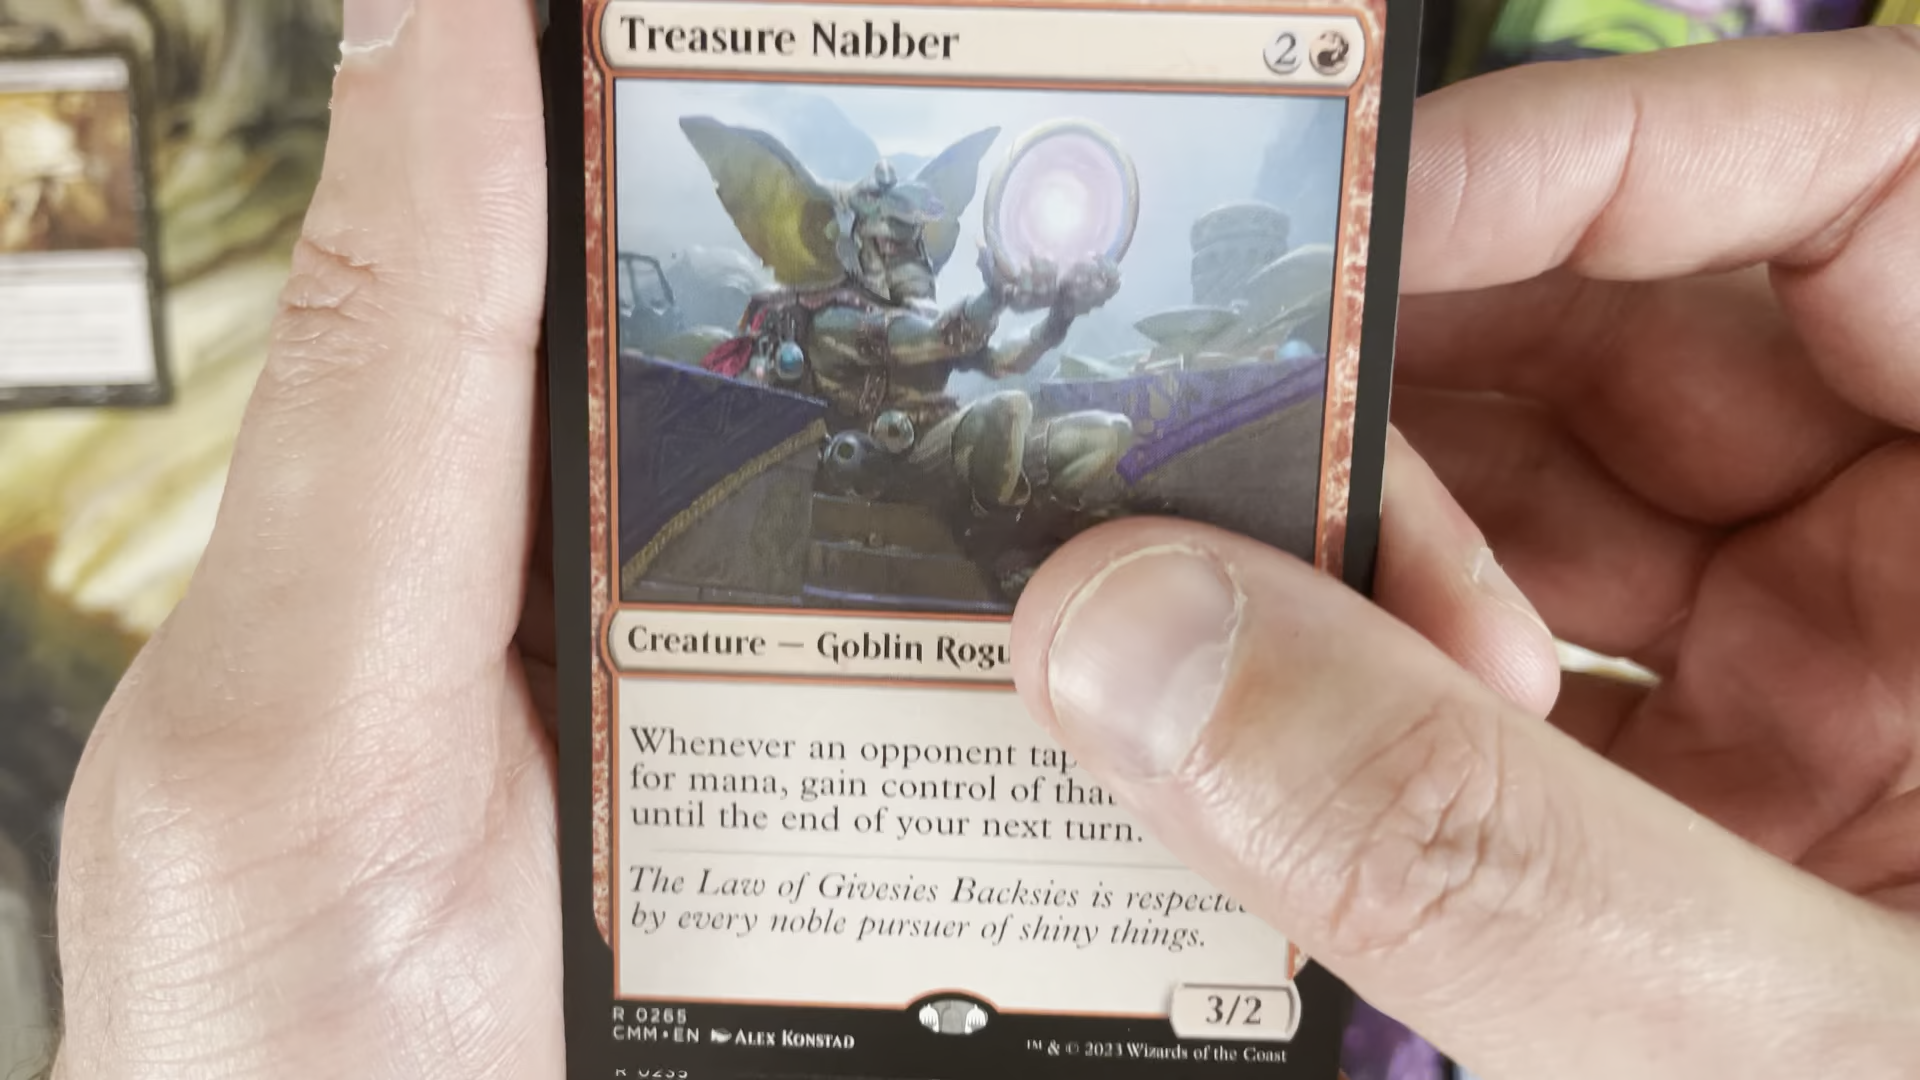 Treasure Nabber 2
Creature — Goblin Rogu
Whenever an opponent tap
for mana, gain control of that
until the end of your next turn.
The Law of Givesies Backsies is respecte
by every noble pursuer of shiny things.
3/2
R 0265
CMM • EN ALEX KONSTAD
™ & © 2023 Wizards of the Coast